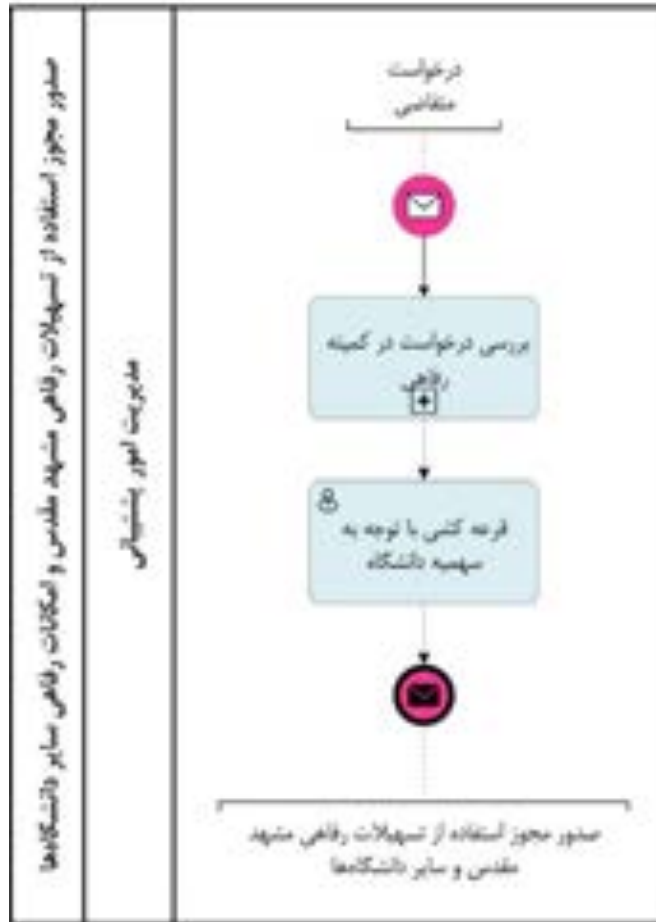 صدور مجوز استفاده از تسهیلات رفاهی مشهد مقدس و امکانات رفاهی سایر دانشگاه‌ها
مدیریت امور پشتیبانی
درخواست
متقاضی
بررسی درخواست در کمیته
رفاهی
قرعه کشی با توجه به
سهمیه دانشگاه
صدور مجوز استفاده از تسهیلات رفاهی مشهد
مقدس و سایر دانشگاه‌ها